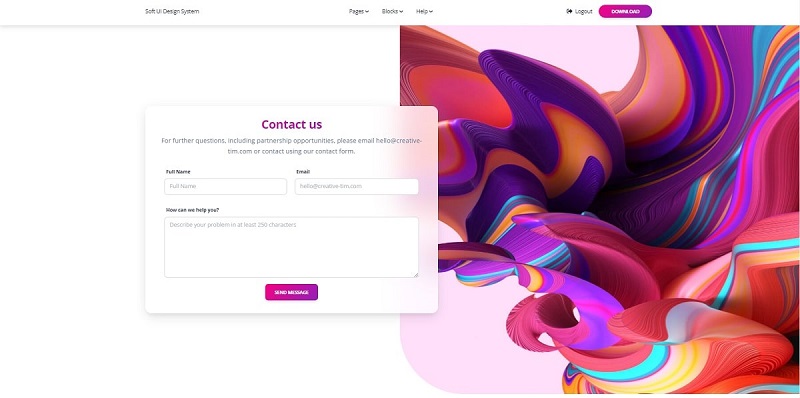 Soft UI Design System
Pages Blocks Help
Logout DOWNLOAD
Contact us
For further questions, including partnership opportunities, please email hello@creative-
tim.com or contact using our contact form.
Full Name Email
Full Name hello@creative-tim.com
How can we help you?
Describe your problem in at least 250 characters
SEND MESSAGE